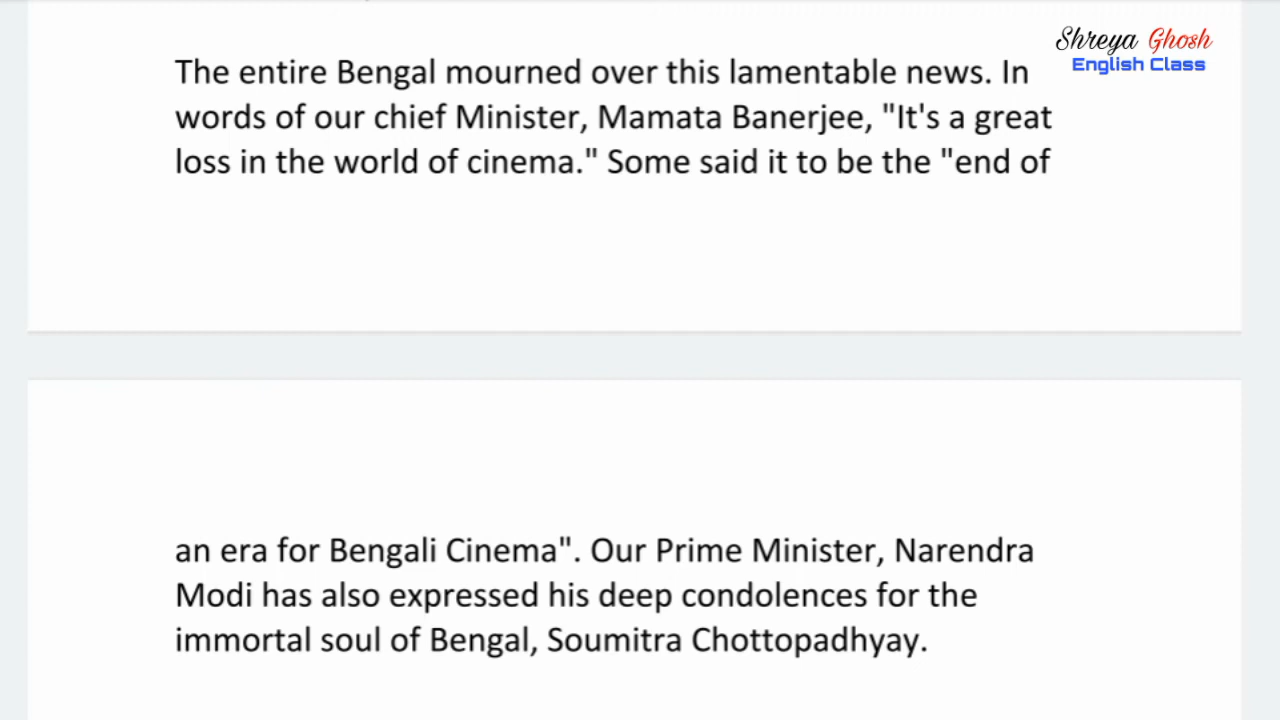 Shreya Ghosh
English Class
The entire Bengal mourned over this lamentable news. In
words of our chief Minister, Mamata Banerjee, "It's a great
loss in the world of cinema." Some said it to be the "end of
an era for Bengali Cinema". Our Prime Minister, Narendra
Modi has also expressed his deep condolences for the
immortal soul of Bengal, Soumitra Chottopadhyay.